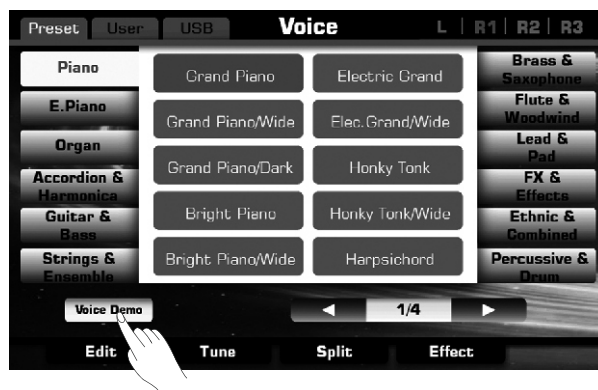 Preset User USB Voice L R1 R2 R3
Piano
E.Piano
Organ
Accordion &
Harmonica
Guitar &
Bass
Strings &
Ensemble
Grand Piano Electric Grand
Grand Piano/Wide Elec.Grand/Wide
Grand Piano/Dark Honky Tonk
Bright Piano Honky Tonk/Wide
Bright Piano/Wide Harpsichord
Brass &
Saxophone
Flute &
Woodwind
Lead &
Pad
FX &
Effects
Ethnic &
Combined
Percussive &
Drum
Voice Demo 1/4
Edit Tune Split Effect